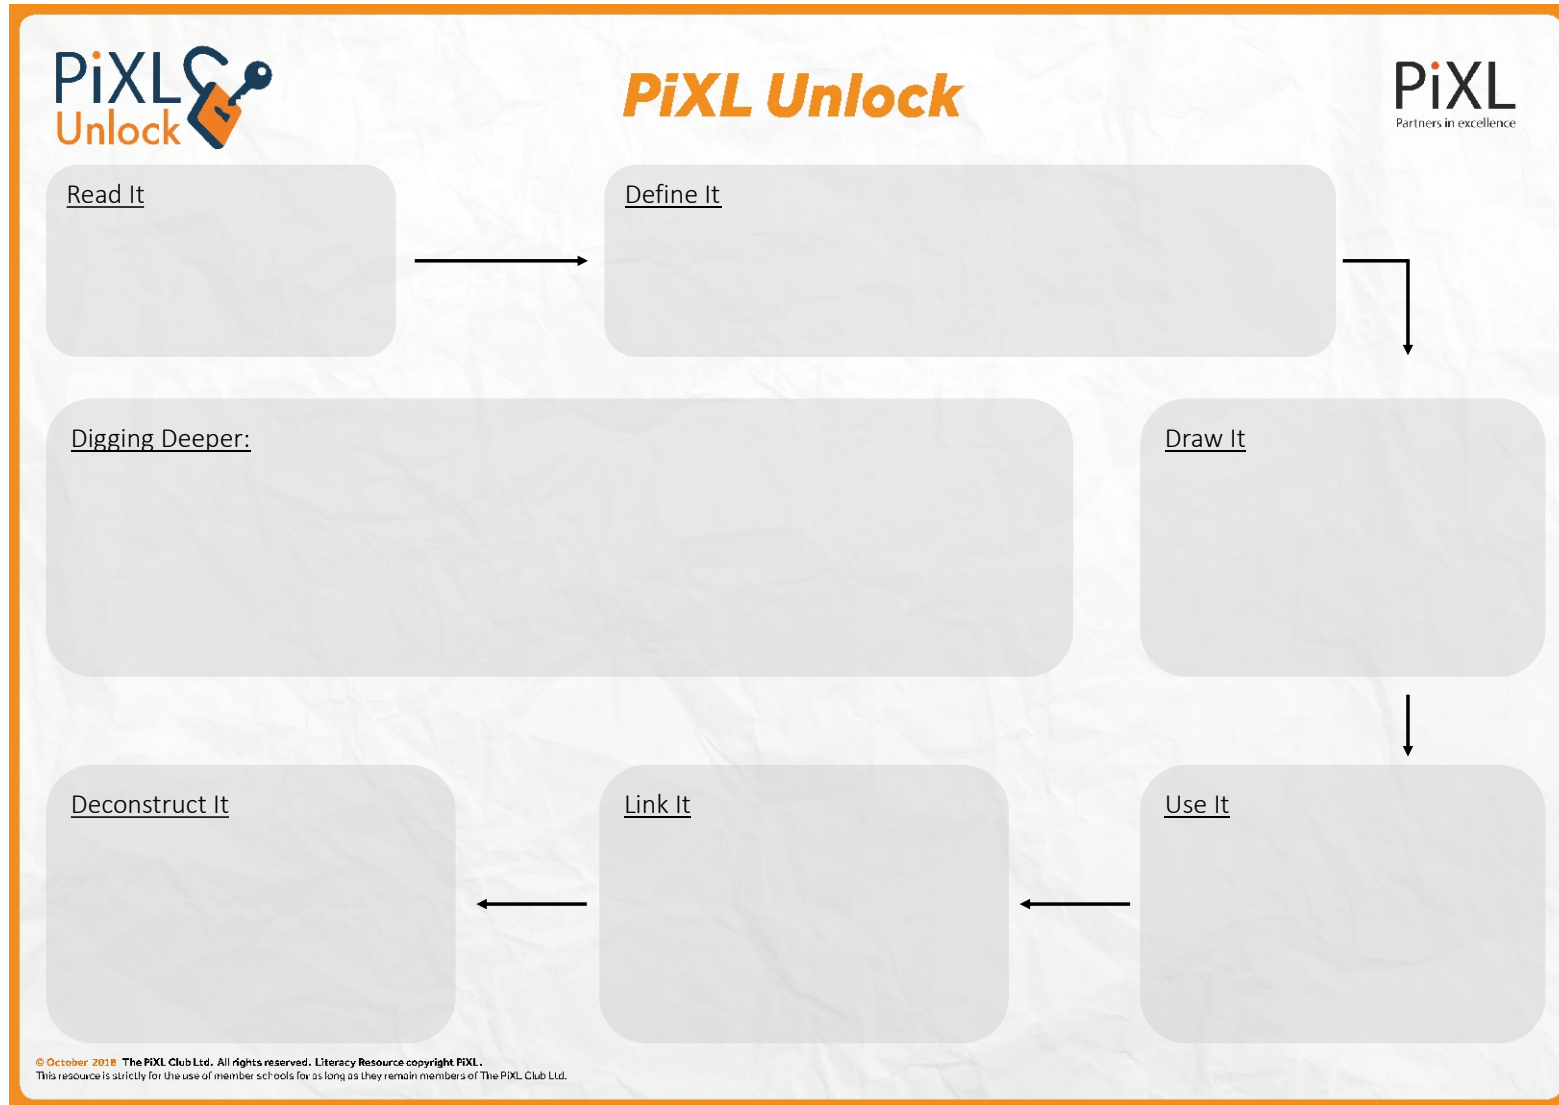 PiXL
Unlock
PiXL Unlock
PiXL
Partners in excellence
Read It
Define It
Digging Deeper:
Draw It
Deconstruct It
Link It
Use It
© October 2018 The PiXL Club Ltd. All rights reserved. Literacy Resource copyright PiXL.
This resource is strictly for the use of member schools for as long as they remain members of The PiXL Club Ltd.